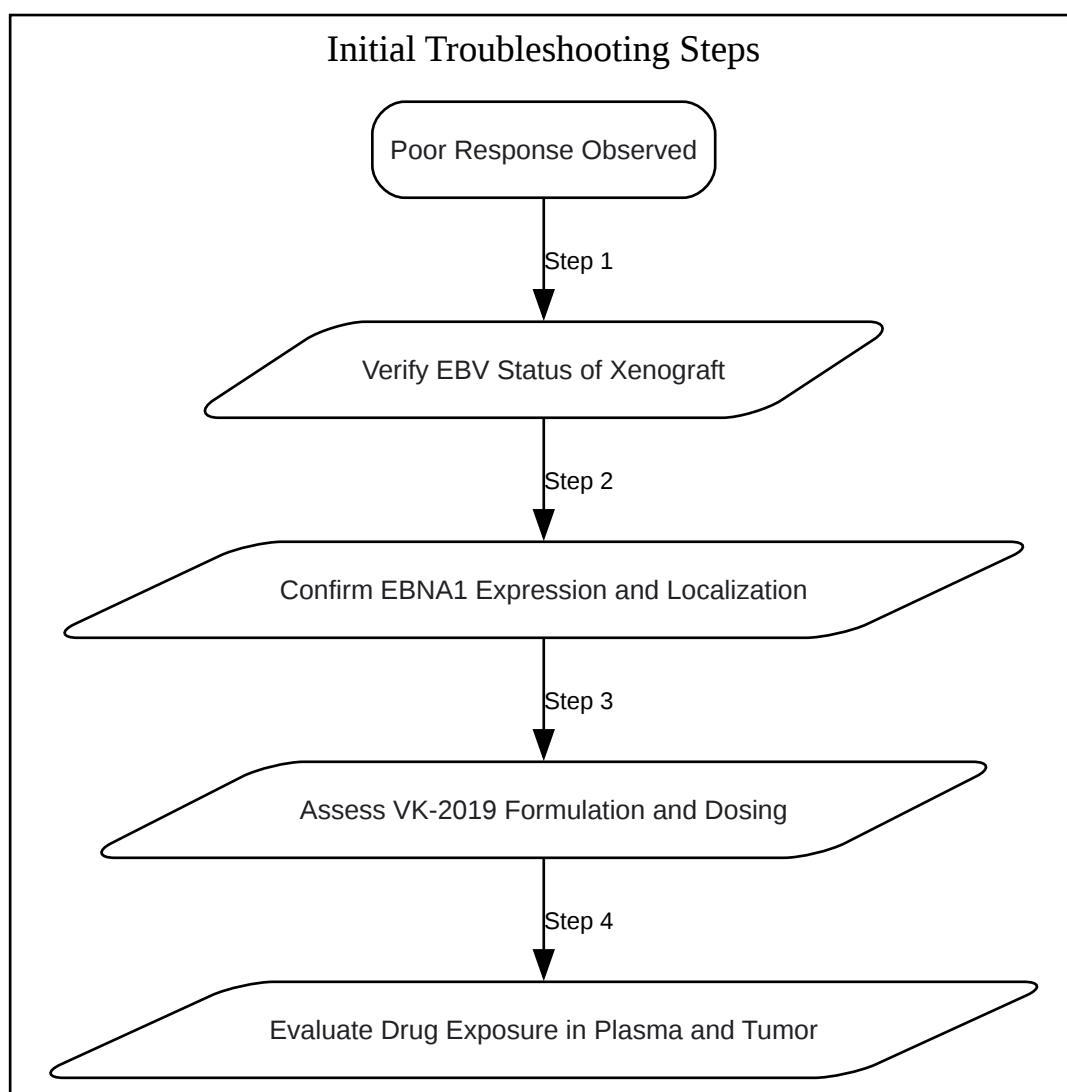 Initial Troubleshooting Steps
Poor Response Observed
Step 1
Verify EBV Status of Xenograft
Step 2
Confirm EBNA1 Expression and Localization
Step 3
Assess VK-2019 Formulation and Dosing
Step 4
Evaluate Drug Exposure in Plasma and Tumor